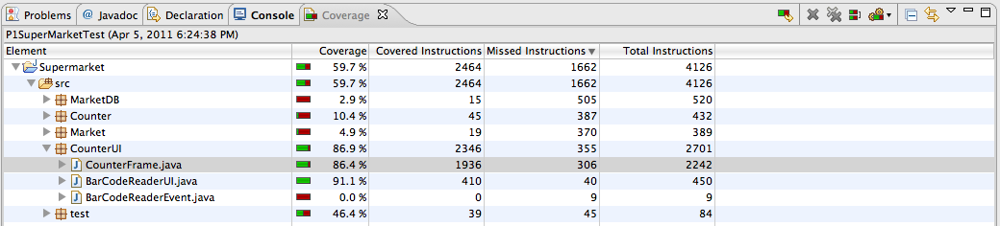 Problems @ Javadoc Declaration Console Coverage
P1SuperMarketTest (Apr 5, 2011 6:24:38 PM)
Element Coverage Covered Instructions Missed Instructions Total Instructions
Supermarket 59.7 % 2464 1662 4126
src 59.7 % 2464 1662 4126
MarketDB 2.9 % 15 505 520
Counter 10.4 % 45 387 432
Market 4.9 % 19 370 389
CounterUI 86.9 % 2346 355 2701
J CounterFrame.java 86.4 % 1936 306 2242
J BarCodeReaderUI.java 91.1 % 410 40 450
J BarCodeReaderEvent.java 0.0 % 0 9 9
test 46.4 % 39 45 84